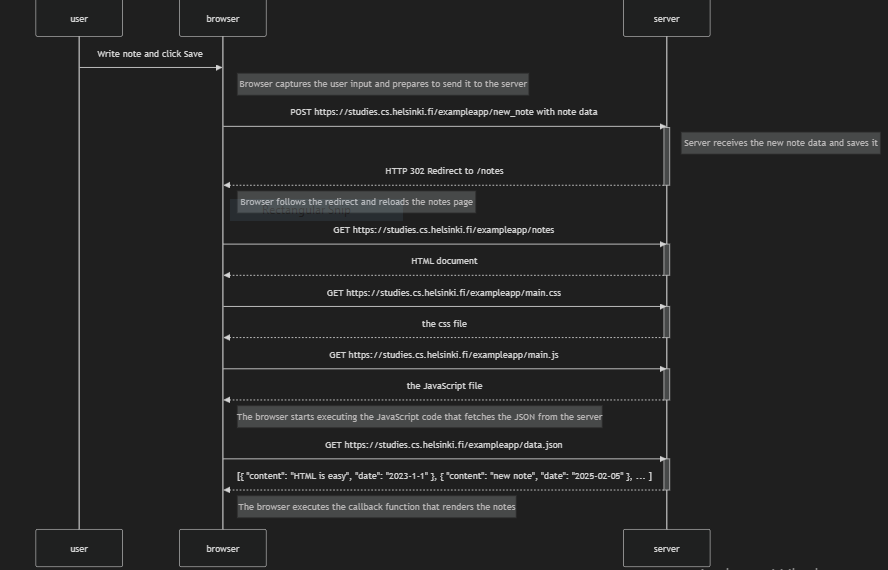 user browser server
Write note and click Save
Browser captures the user input and prepares to send it to the server
POST https://studies.cs.helsinki.fi/exampleapp/new_note with note data
Server receives the new note data and saves it
HTTP 302 Redirect to /notes
Browser follows the redirect and reloads the notes page
Rectangular Snip
GET https://studies.cs.helsinki.fi/exampleapp/notes
HTML document
GET https://studies.cs.helsinki.fi/exampleapp/main.css
the css file
GET https://studies.cs.helsinki.fi/exampleapp/main.js
the JavaScript file
The browser starts executing the JavaScript code that fetches the JSON from the server
GET https://studies.cs.helsinki.fi/exampleapp/data.json
[{ "content": "HTML is easy", "date": "2023-1-1" }, { "content": "new note", "date": "2025-02-05" }, ... ]
The browser executes the callback function that renders the notes
user browser server